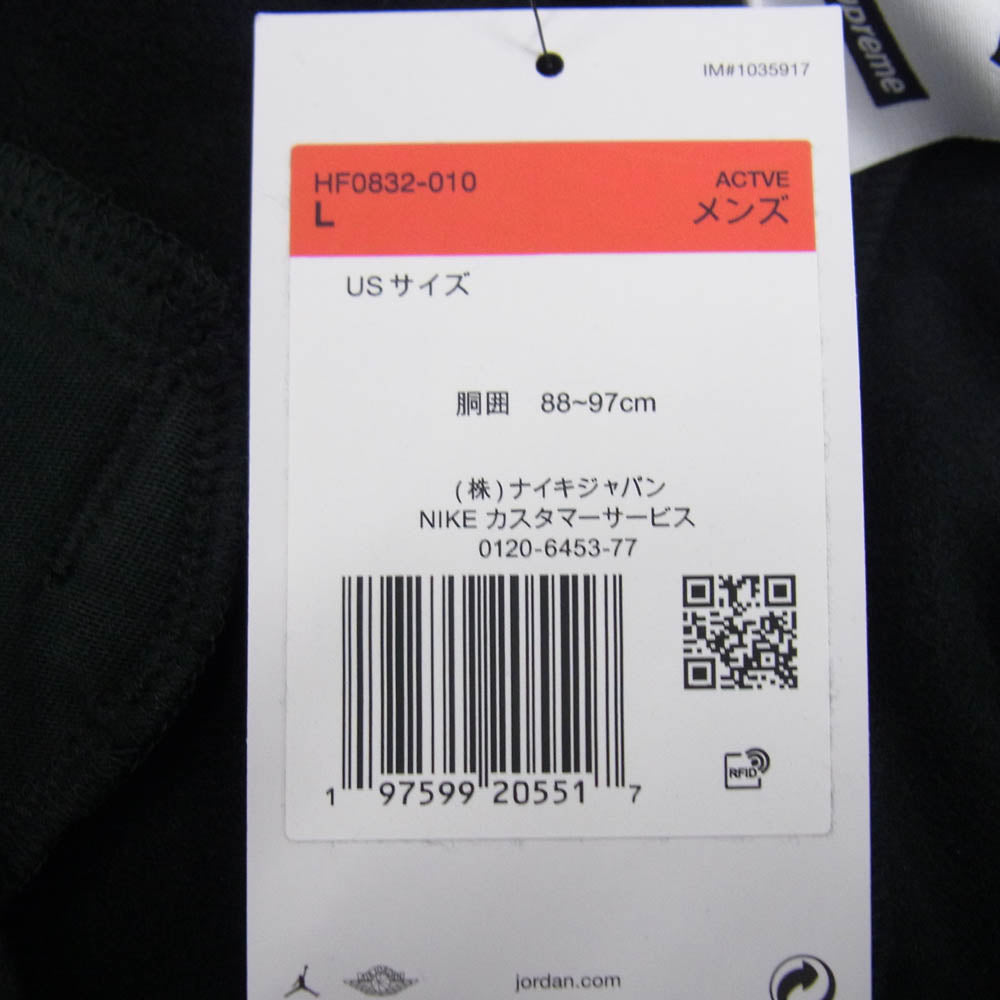 IM#1035917
preme
HF0832-010
ACTVE
L
メンズ
USサイズ
胴囲 88~97cm
(株)ナイキジャパン
NIKE カスタマーサービス
0120-6453-77
1 97599 20551 7
RFID
jordan.com